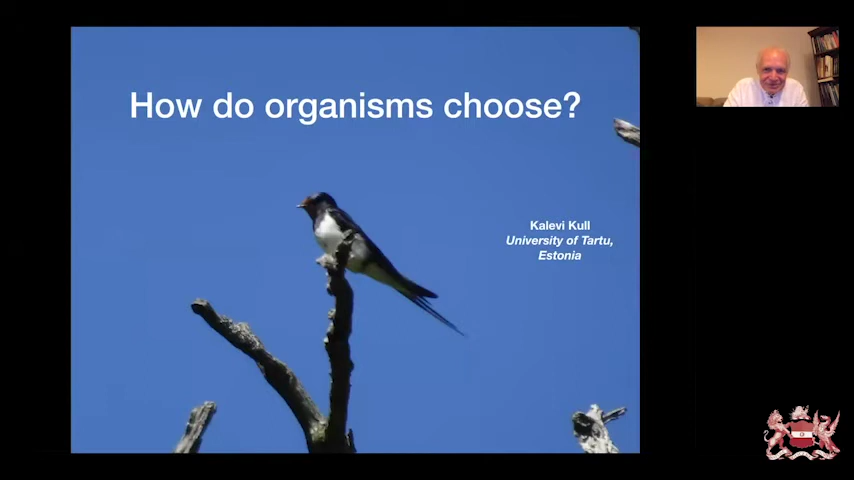 How do organisms choose?
Kalevi Kull
University of Tartu,
Estonia